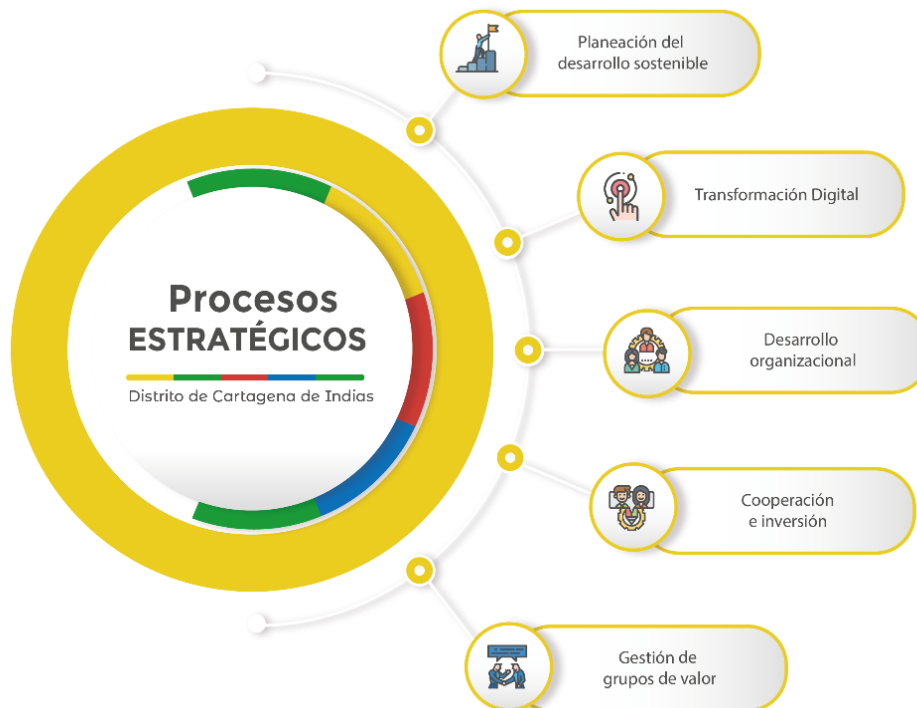 Procesos
ESTRATÉGICOS
Distrito de Cartagena de Indias
Planeación del
desarrollo sostenible
Transformación Digital
Desarrollo
organizacional
Cooperación
e inversión
Gestión de
grupos de valor